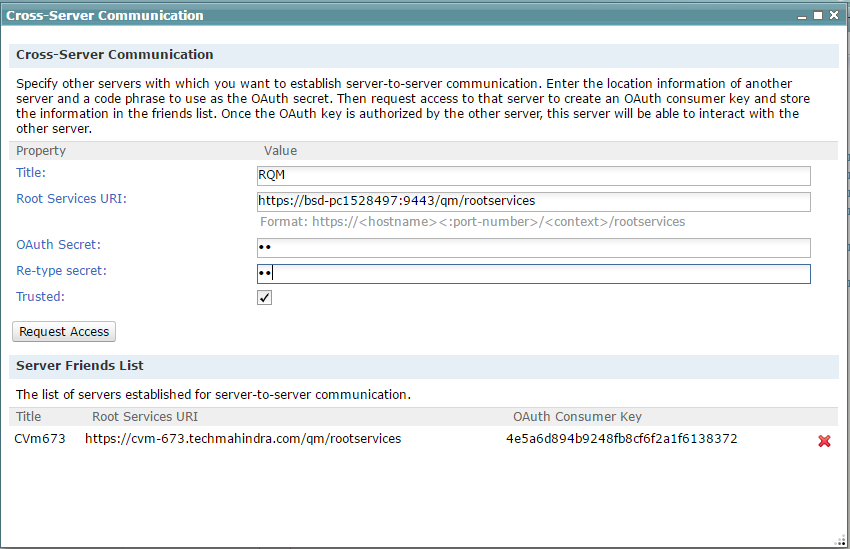 Cross-Server Communication
Cross-Server Communication
Specify other servers with which you want to establish server-to-server communication. Enter the location information of another
server and a code phrase to use as the OAuth secret. Then request access to that server to create an OAuth consumer key and store
the information in the friends list. Once the OAuth key is authorized by the other server, this server will be able to interact with the
other server.
Property Value
Title: RQM
Root Services URI: https://bsd-pc1528497:9443/qm/rootservices
Format: https://<hostname><:port-number>/<context>/rootservices
OAuth Secret: ••
Re-type secret: ••
Trusted:
Request Access
Server Friends List
The list of servers established for server-to-server communication.
Title Root Services URI OAuth Consumer Key
CVm673 https://cvm-673.techmahindra.com/qm/rootservices 4e5a6d894b9248fb8cf6f2a1f6138372